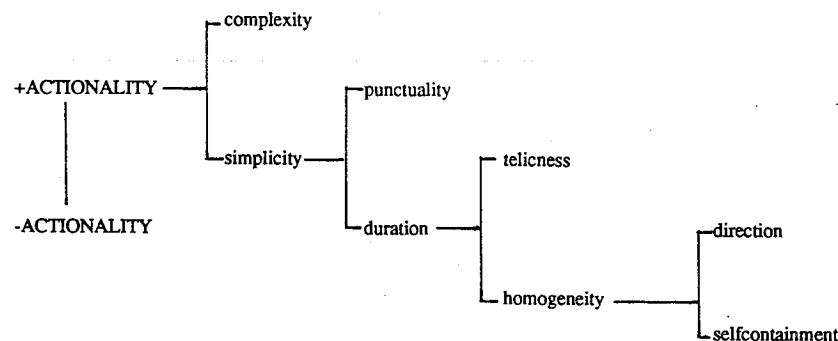 complexity
+ACTIONALITY
punctuality
simplicity
telicness
-ACTIONALITY
duration
direction
homogeneity
selfcontainment